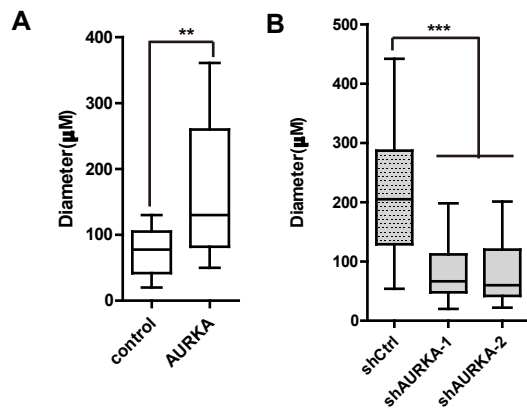 A
Diameter(μM)
400
300
200
100
0
**
control
AURKA
B
Diameter(μM)
500
400
300
200
100
0
***
shCtrl
shAURKA-1
shAURKA-2